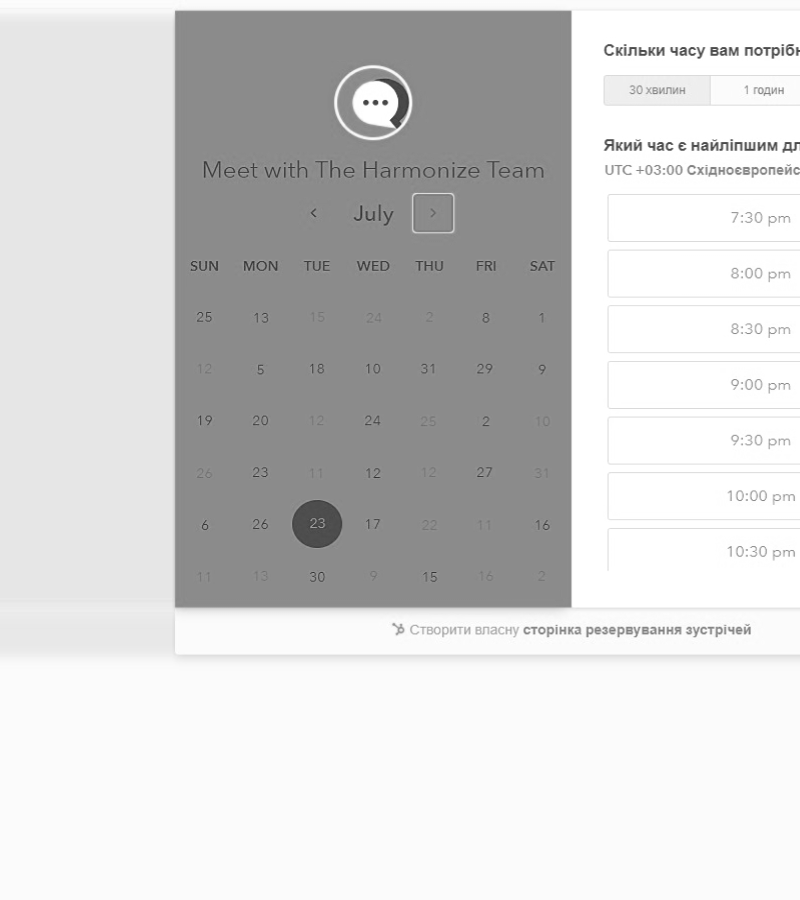 Meet with The Harmonize Team
July
SUN MON TUE WED THU FRI SAT
25 13 15 24 2 8 1
12 5 18 10 31 29 9
19 20 12 24 25 2 10
26 23 11 12 12 27 31
6 26 23 17 22 11 16
11 13 30 9 15 16 2
Скільки часу вам
30 хвилин 1 годин
Який час є найліпшим
UTC +03:00
7:30 pm
8:00 pm
8:30 pm
9:00 pm
9:30 pm
10:00 pm
10:30 pm
Створити власну сторінка резервування зустрічей